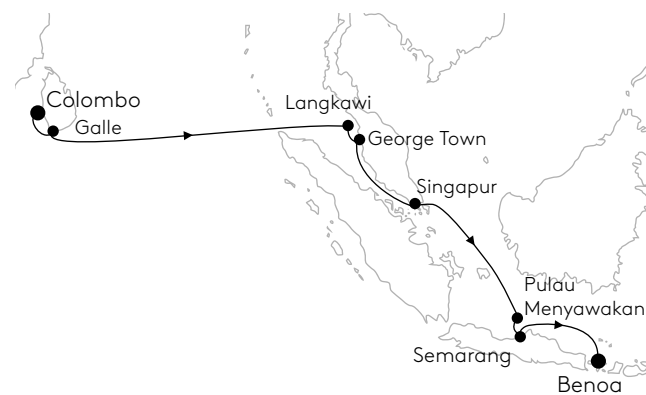 Colombo
Galle
Langkawi
George Town
Singapur
Pulau
Menyawakan
Semarang
Benoa